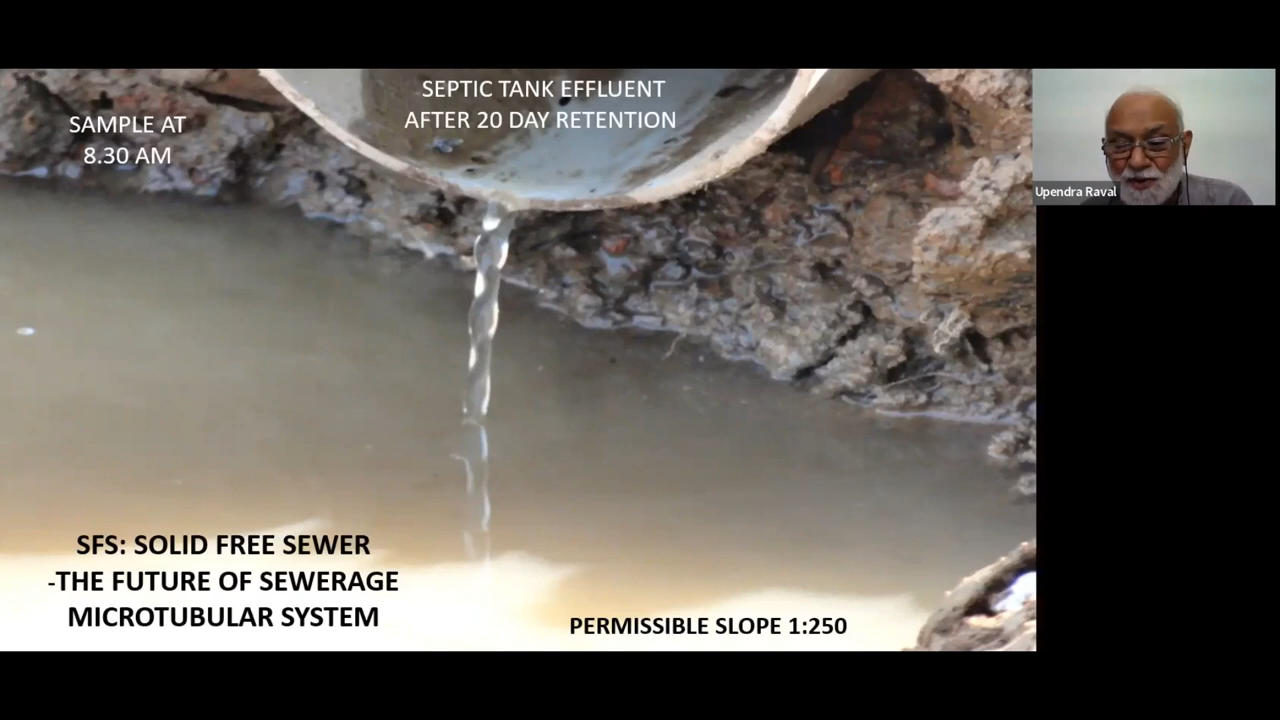 SEPTIC TANK EFFLUENT
AFTER 20 DAY RETENTION
SAMPLE AT
8.30 AM
Upendra Raval
SFS: SOLID FREE SEWER
-THE FUTURE OF SEWERAGE
MICROTUBULAR SYSTEM
PERMISSIBLE SLOPE 1:250